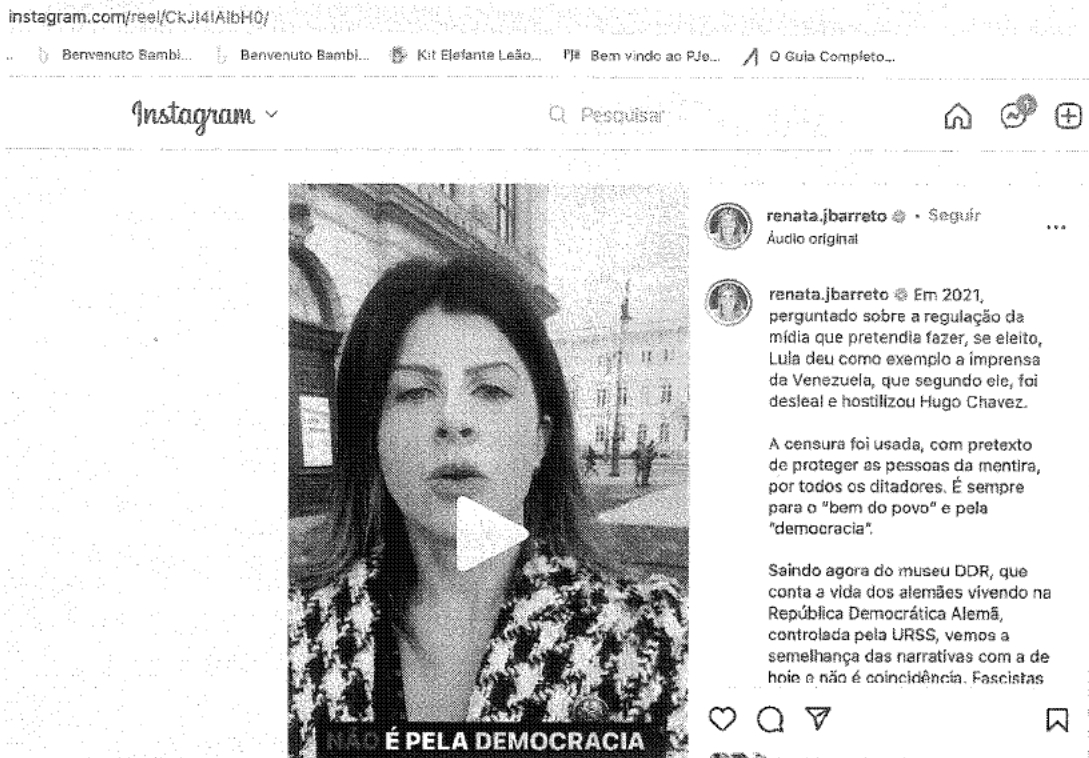 instagram.com/reel/CkJI4IAlbH0/
Benvenuto Bambi... Benvenuto Bambi... Kit Elefante Leão... PJe Bem vindo ao PJe... O Guia Completo...
Instagram
Pesquisar
1
renata.jbarreto • Seguir
Áudio original
renata.jbarreto Em 2021,
perguntado sobre a regulação da
mídia que pretendia fazer, se eleito,
Lula deu como exemplo a imprensa
da Venezuela, que segundo ele, foi
desleal e hostilizou Hugo Chavez.
A censura foi usada, com pretexto
de proteger as pessoas da mentira,
por todos os ditadores. É sempre
para o "bem do povo" e pela
"democracia".
Saindo agora do museu DDR, que
conta a vida dos alemães vivendo na
República Democrática Alemã,
controlada pela URSS, vemos a
semelhança das narrativas com a de
hoje e não é coincidência. Fascistas
NÃO É PELA DEMOCRACIA